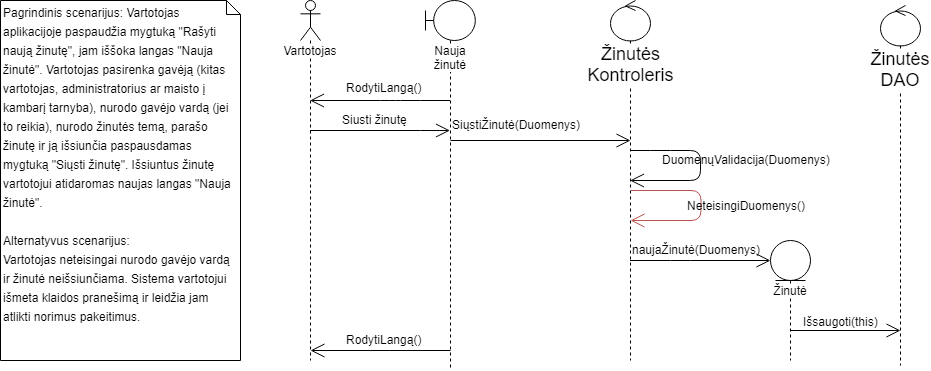 Pagrindinis scenarijus: Vartotojas
aplikacijoje paspaudžia mygtuką "Rašyti
naują žinutę", jam iššoka langas "Nauja
žinutė". Vartotojas pasirenka gavėją (kitas
vartotojas, administratorius ar maisto į
kambarį tarnyba), nurodo gavėjo vardą (jei
to reikia), nurodo žinutės temą, parašo
žinutę ir ją išsiunčia paspausdamas
mygtuką "Siųsti žinutę". Išsiuntus žinutę
vartotojui atidaromas naujas langas "Nauja
žinutė".
Alternatyvus scenarijus:
Vartotojas neteisingai nurodo gavėjo vardą
ir žinutė neišsiunčiama. Sistema vartotojui
išmeta klaidos pranešimą ir leidžia jam
atlikti norimus pakeitimus.
Vartotojas
Nauja
žinutė
Žinutės
Kontroleris
Žinutės
DAO
RodytiLangą()
Siusti žinutę
SiųstiŽinutę(Duomenys)
DuomenųValidacija(Duomenys)
NeteisingiDuomenys()
naujaŽinutė(Duomenys)
Žinutė
Išsaugoti(this)
RodytiLangą()